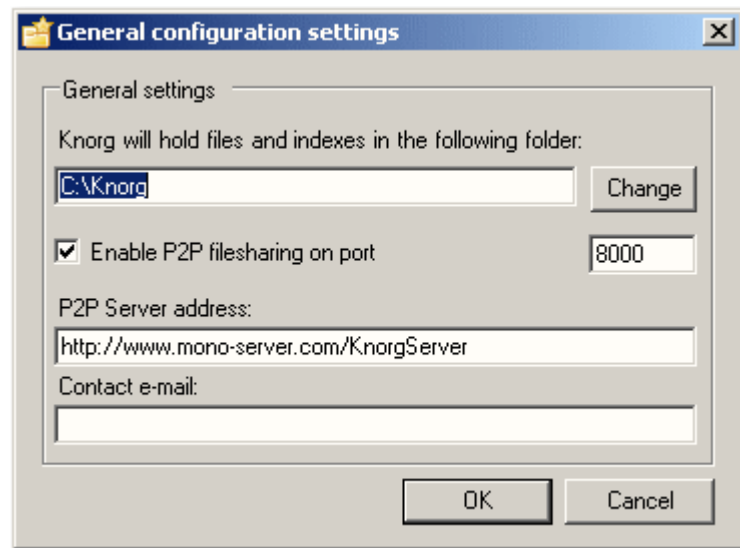 General configuration settings
General settings
Knorg will hold files and indexes in the following folder:
C:\Knorg
Change
Enable P2P filesharing on port
8000
P2P Server address:
http://www.mono-server.com/KnorgServer
Contact e-mail:
OK
Cancel